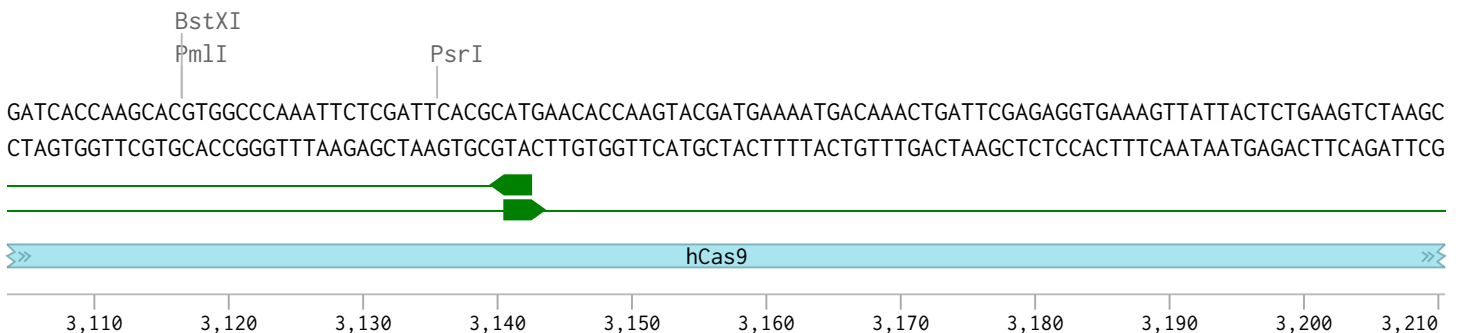 BstXI
PmlI
PsrI
GATCACCAAGCACGTGGCCCAAATTCTCGATTCACGCATGAACACCAAGTACGATGAAAATGACAAACTGATTCGAGAGGTGAAAGTTATTACTCTGAAGTCTAAGC
CTAGTGGTTCGTGCACCGGGTTTAAGAGCTAAGTGCGTACTTGTGGTTCATGCTACTTTTACTGTTTGACTAAGCTCTCCACTTTCAATAATGAGACTTCAGATTCG
hCas9
3,110 3,120 3,130 3,140 3,150 3,160 3,170 3,180 3,190 3,200 3,210